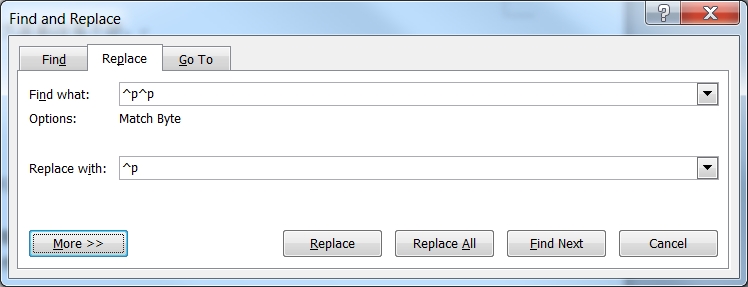 Find and Replace
Find Replace Go To
Find what: ^p^p
Options: Match Byte
Replace with: ^p
More >> Replace Replace All Find Next Cancel